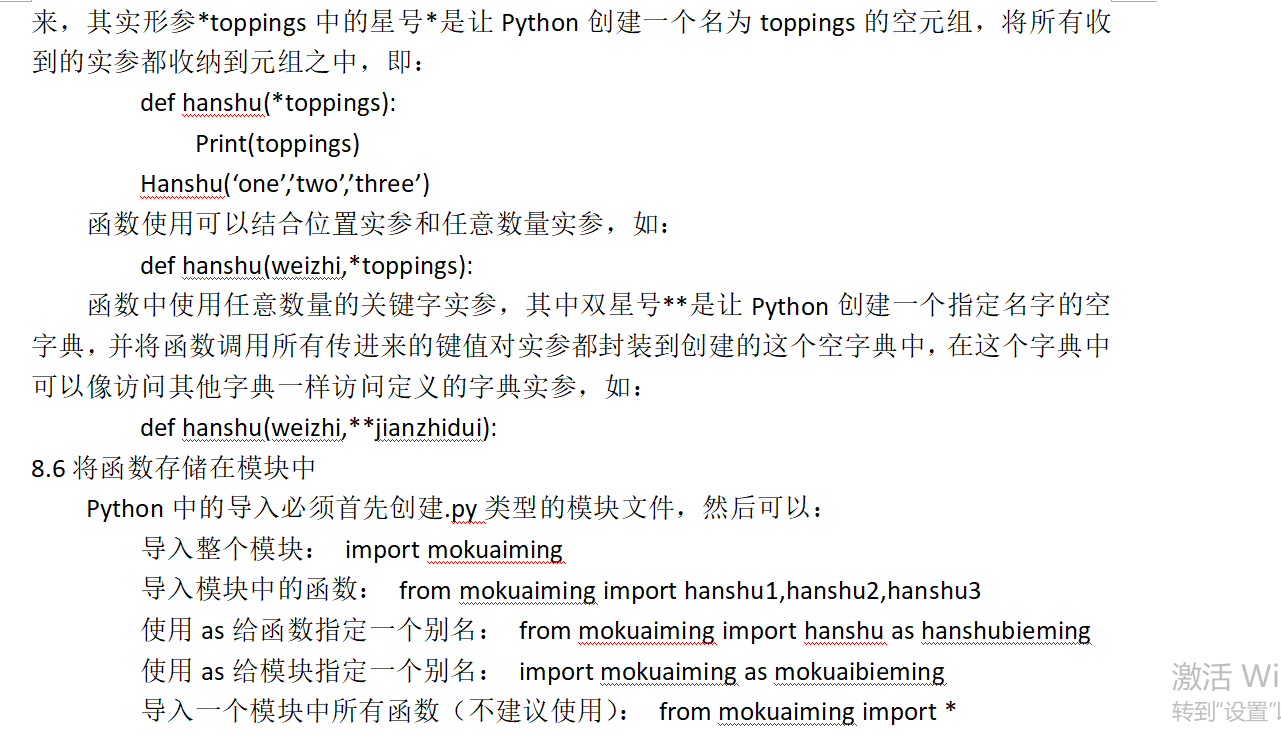 来，其实形参*toppings 中的星号*是让 Python 创建一个名为 toppings 的空元组，将所有收
到的实参都收纳到元组之中，即：
def hanshu(*toppings):
Print(toppings)
Hanshu(‘one’,’two’,’three’)
函数使用可以结合位置实参和任意数量实参，如：
def hanshu(weizhi,*toppings):
函数中使用任意数量的关键字实参，其中双星号**是让 Python 创建一个指定名字的空
字典，并将函数调用所有传进来的键值对实参都封装到创建的这个空字典中，在这个字典中
可以像访问其他字典一样访问定义的字典实参，如：
def hanshu(weizhi,**jianzhidui):
8.6 将函数存储在模块中
Python 中的导入必须首先创建.py 类型的模块文件，然后可以：
导入整个模块： import mokuaiming
导入模块中的函数： from mokuaiming import hanshu1,hanshu2,hanshu3
使用 as 给函数指定一个别名： from mokuaiming import hanshu as hanshubieming
使用 as 给模块指定一个别名： import mokuaiming as mokuaibieming
导入一个模块中所有函数（不建议使用）： from mokuaiming import *
激活 Wi
转到“设置”